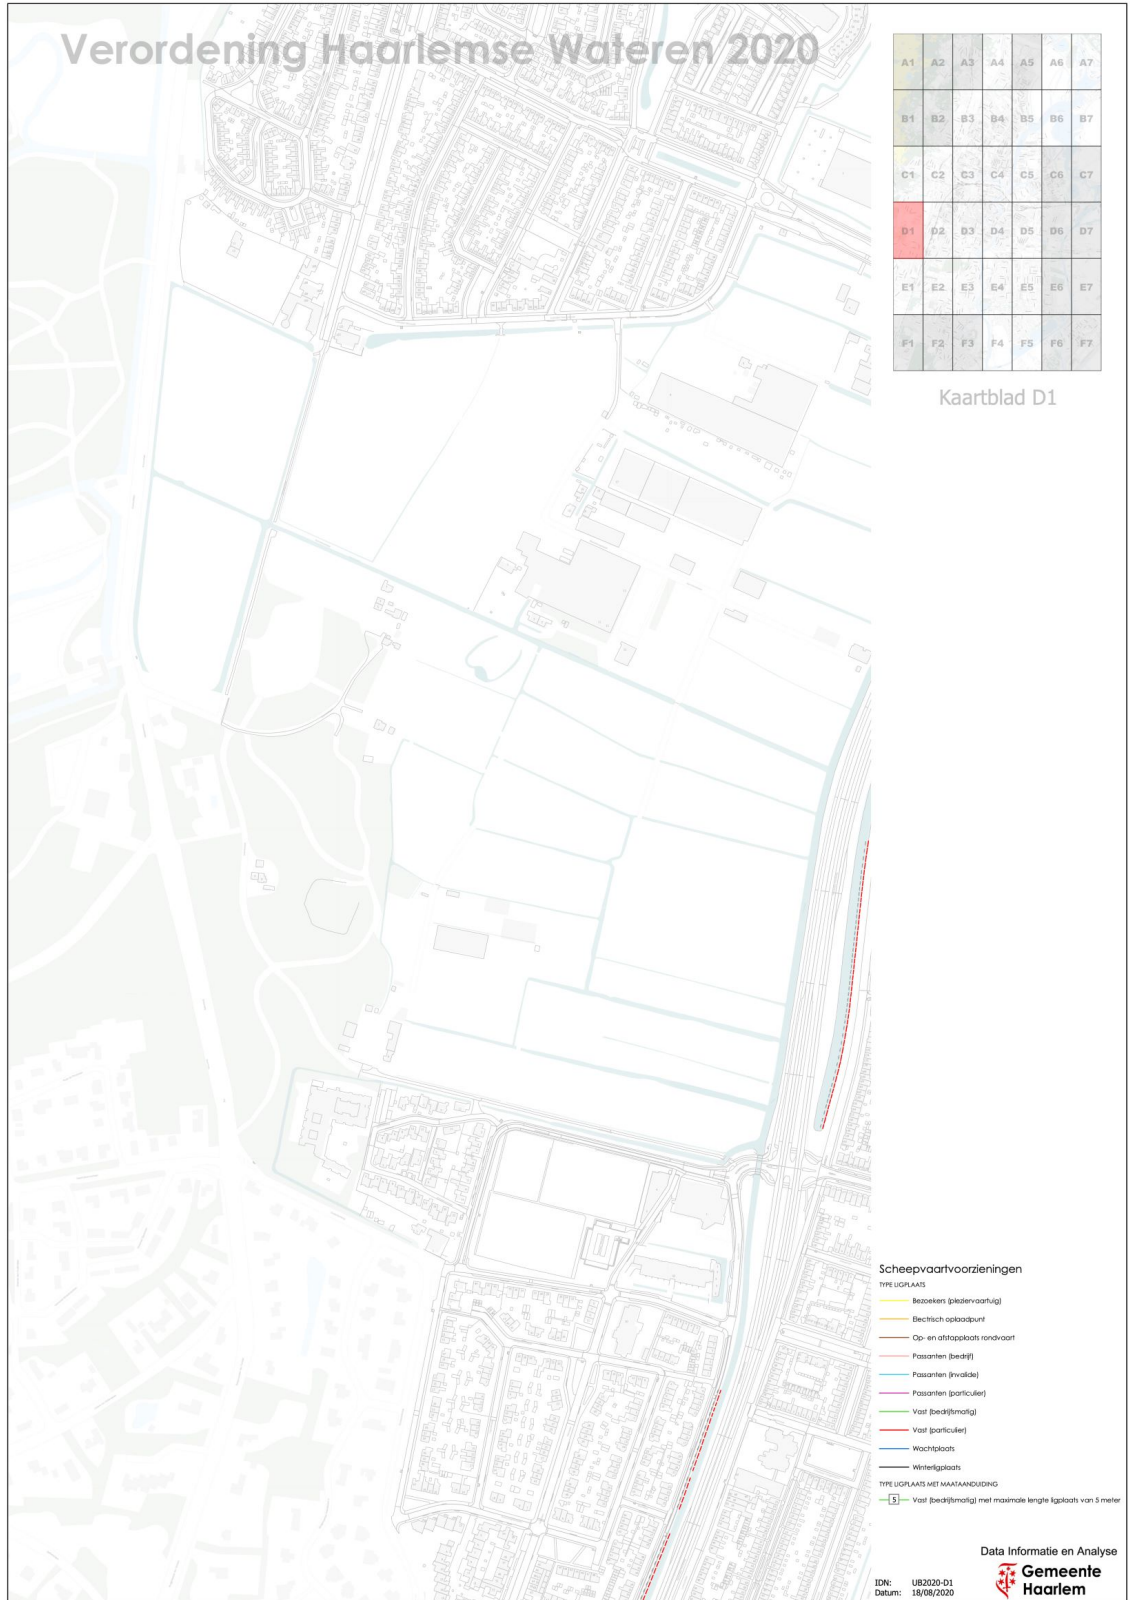 Verordening Haarlemse Wateren 2020
A1 A2 A3 A4 A5 A6 A7
B1 B2 B3 B4 B5 B6 B7
C1 C2 C3 C4 C5 C6 C7
D1 D2 D3 D4 D5 D6 D7
E1 E2 E3 E4 E5 E6 E7
F1 F2 F3 F4 F5 F6 F7
Kaartblad D1
Scheepvaartvoorzieningen
TYPE LIGPLAATS
Bezoekers (pleziervaartuig)
Electrisch oplaadpunt
Op- en afstapplaats rondvaart
Passanten (bedrijf)
Passanten (invalide)
Passanten (particulier)
Vast (bedrijfsmatig)
Vast (particulier)
Wachtplaats
Winterligplaats
TYPE LIGPLAATS MET MAATAANDUIDING
5 Vast (bedrijfsmatig) met maximale lengte ligplaats van 5 meter
Data Informatie en Analyse
Gemeente
Haarlem
IDN: UB2020-D1
Datum: 18/08/2020